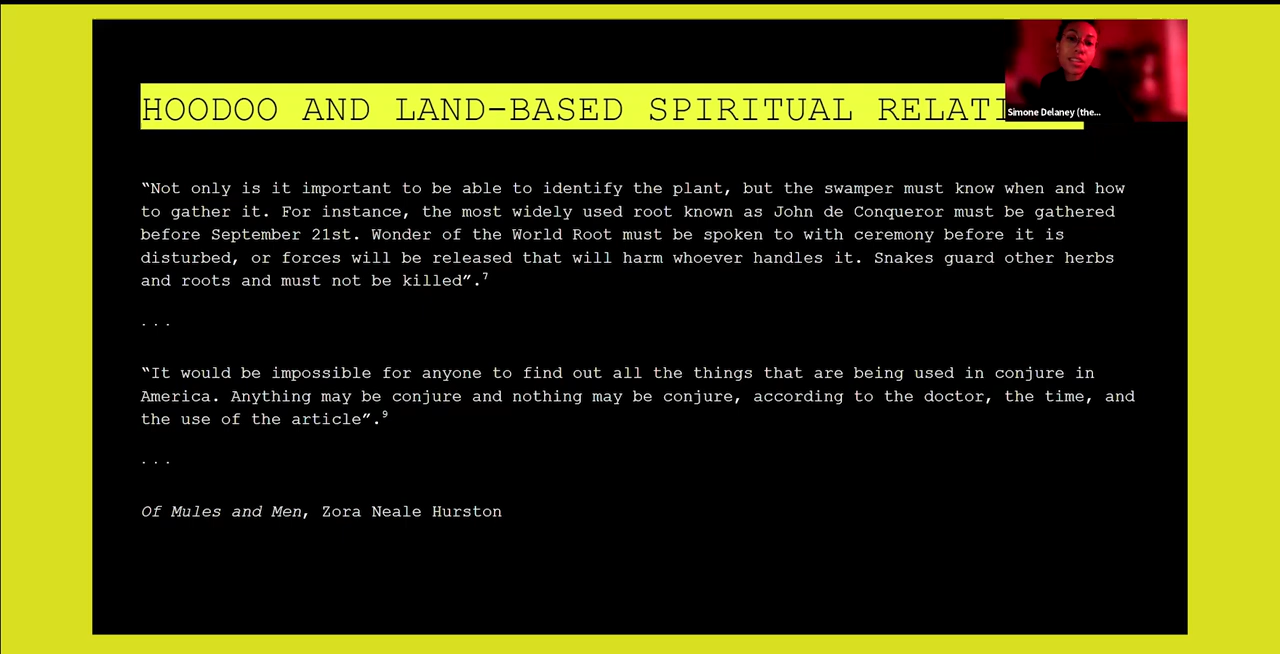 HOODOO AND LAND-BASED SPIRITUAL RELATI
Simone Delaney (the...
“Not only is it important to be able to identify the plant, but the swamper must know when and how
to gather it. For instance, the most widely used root known as John de Conqueror must be gathered
before September 21st. Wonder of the World Root must be spoken to with ceremony before it is
disturbed, or forces will be released that will harm whoever handles it. Snakes guard other herbs
and roots and must not be killed”.⁷
...
“It would be impossible for anyone to find out all the things that are being used in conjure in
America. Anything may be conjure and nothing may be conjure, according to the doctor, the time, and
the use of the article”.⁹
...
Of Mules and Men, Zora Neale Hurston